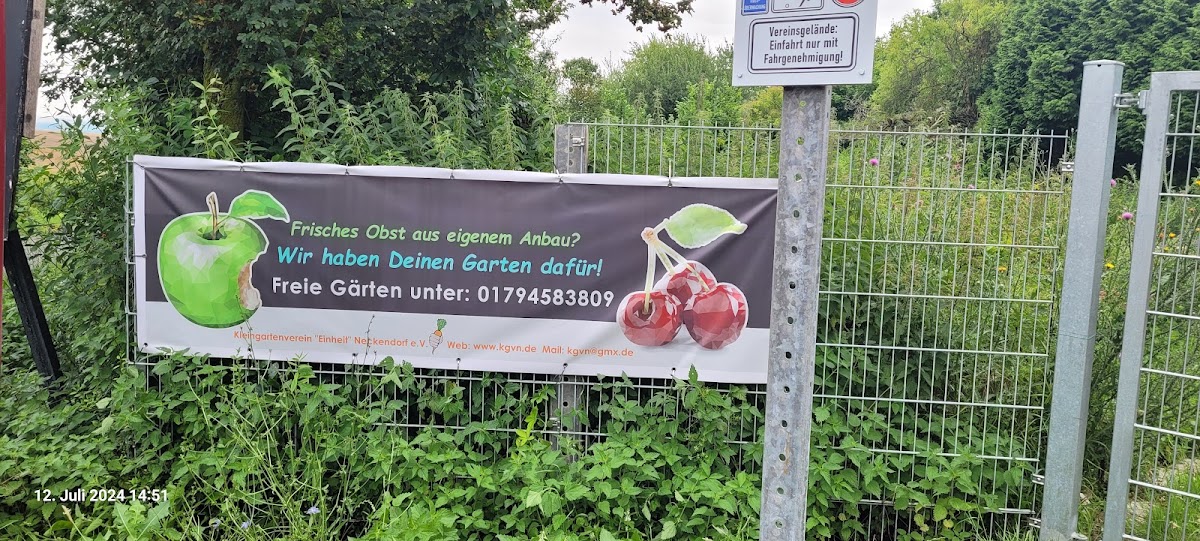 Vereinsgelände:
Einfahrt nur mit
Fahrgenehmigung!
Frisches Obst aus eigenem Anbau?
Wir haben Deinen Garten dafür!
Freie Gärten unter: 01794583809
Kleingartenverein "Einheit" Neckendorf e.V. Web: www.kgvn.de Mail: kgvn@gmx.de
12. Juli 2024 14:51